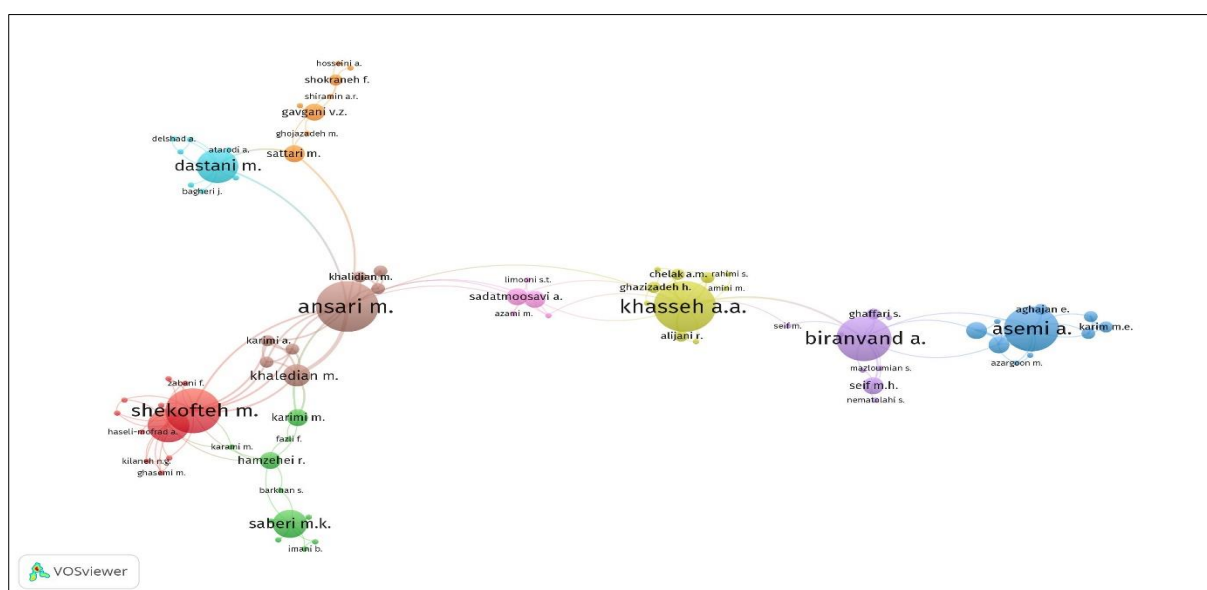 hosseini a.
shokraneh f.
shiramin a.r.
gavgani v.z.
ghojazadeh m.
sattari m.
delshad a.
atarodi a.
dastani m.
bagheri j.
khalidian m.
ansari m.
limooni s.t.
sadatmoosavi a.
azami m.
chelak a.m.
rahimi s.
ghazizadeh h.
amini m.
khasseh a.a.
alijani r.
seif m.
ghaffari s.
biranvand a.
mazloumian s.
seif m.h.
nematolahi s.
aghajan e.
asemi a.
karim m.e.
azargoon m.
karimi a.
khaledian m.
zabani f.
shekofteh m.
haseli-mofrad a.
kilaneh n.g.
ghasemi m.
karimi m.
fazli f.
karami m.
hamzehei r.
barkhan s.
saberi m.k.
imani b.
VOSviewer